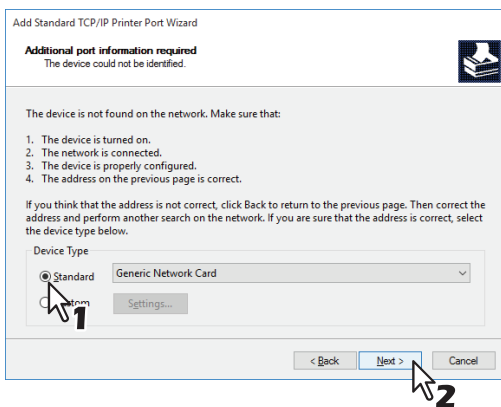 Add Standard TCP/IP Printer Port Wizard
Additional port information required
The device could not be identified.
The device is not found on the network. Make sure that:
1. The device is turned on.
2. The network is connected.
3. The device is properly configured.
4. The address on the previous page is correct.
If you think that the address is not correct, click Back to return to the previous page. Then correct the
address and perform another search on the network. If you are sure that the address is correct, select
the device type below.
Device Type
Standard Generic Network Card
Settings...
1
< Back Next > Cancel
2